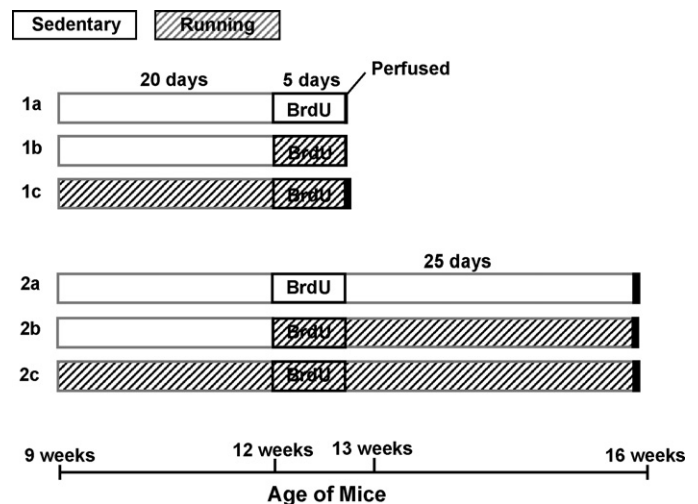 Sedentary Running
20 days 5 days Perfused
1a BrdU
1b BrdU
1c BrdU
25 days
2a BrdU
2b BrdU
2c BrdU
9 weeks 12 weeks 13 weeks 16 weeks
Age of Mice